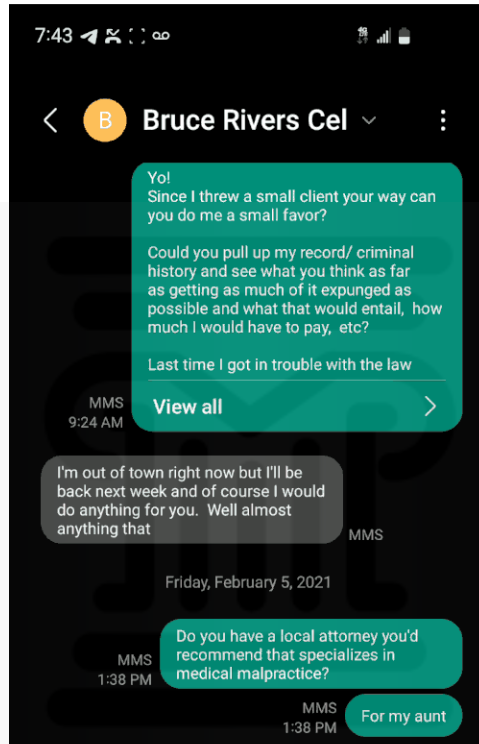 7:43
B
Bruce Rivers Cel
Yo!
Since I threw a small client your way can
you do me a small favor?
Could you pull up my record/ criminal
history and see what you think as far
as getting as much of it expunged as
possible and what that would entail, how
much I would have to pay, etc?
Last time I got in trouble with the law
View all
MMS
9:24 AM
I'm out of town right now but I'll be
back next week and of course I would
do anything for you. Well almost
anything that
MMS
Friday, February 5, 2021
Do you have a local attorney you'd
recommend that specializes in
medical malpractice?
MMS
1:38 PM
For my aunt
MMS
1:38 PM